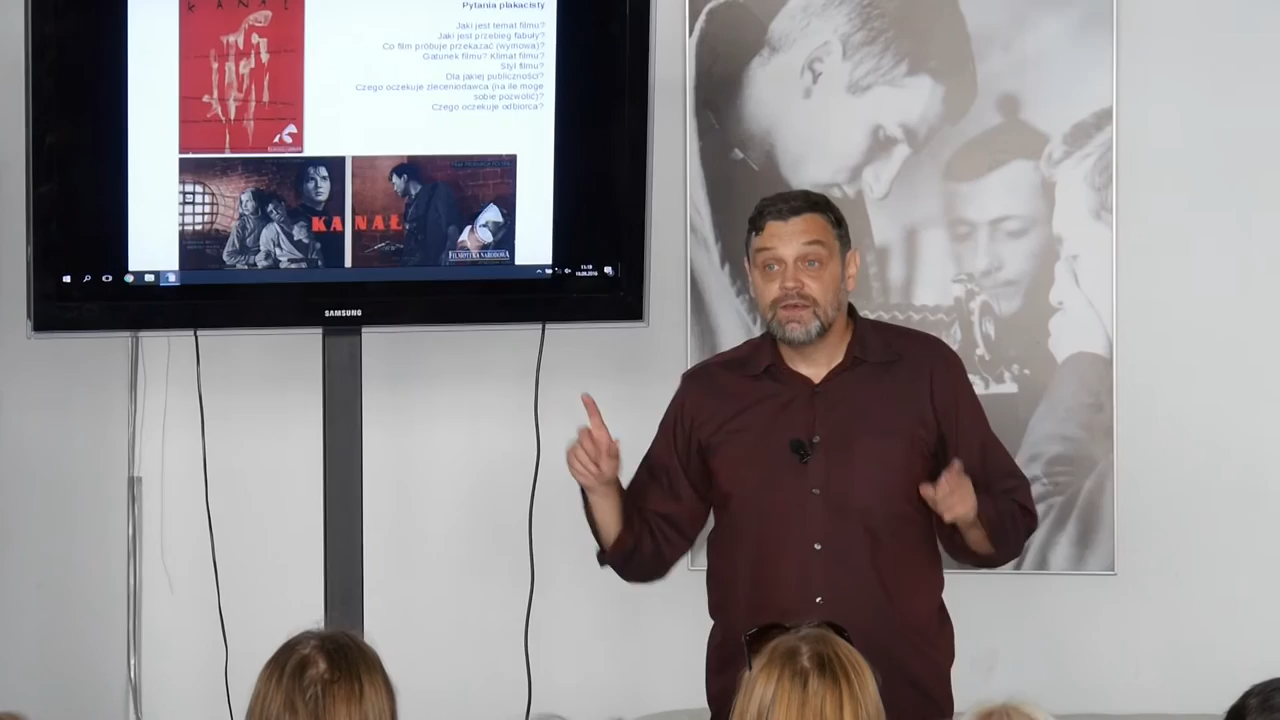 KANAŁ
Pytania plakacisty
Jaki jest temat filmu?
Jaki jest przebieg fabuły?
Co film próbuje przekazać (wymowa)?
Gatunek filmu? Klimat filmu?
Styl filmu?
Dla jakiej publiczności?
Czego oczekuje zleceniodawca (na ile moge
sobie pozwolić)?
Czego oczekuje odbiorca?
KANAŁ
FILMOTEKA NARODOWA
SAMSUNG